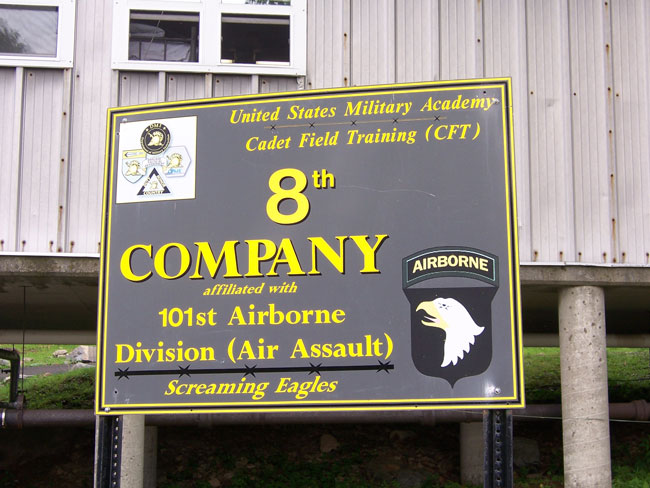 United States Military Academy
Cadet Field Training (CFT)
8th
COMPANY
affiliated with
101st Airborne
Division (Air Assault)
Screaming Eagles
AIRBORNE